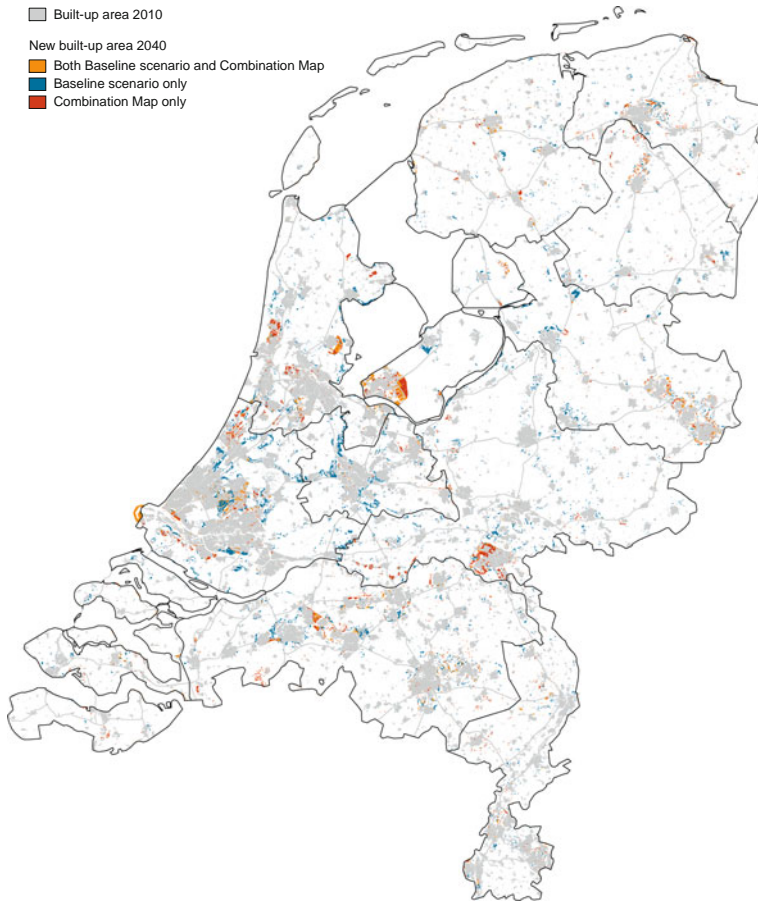 Built-up area 2010
New built-up area 2040
Both Baseline scenario and Combination Map
Baseline scenario only
Combination Map only